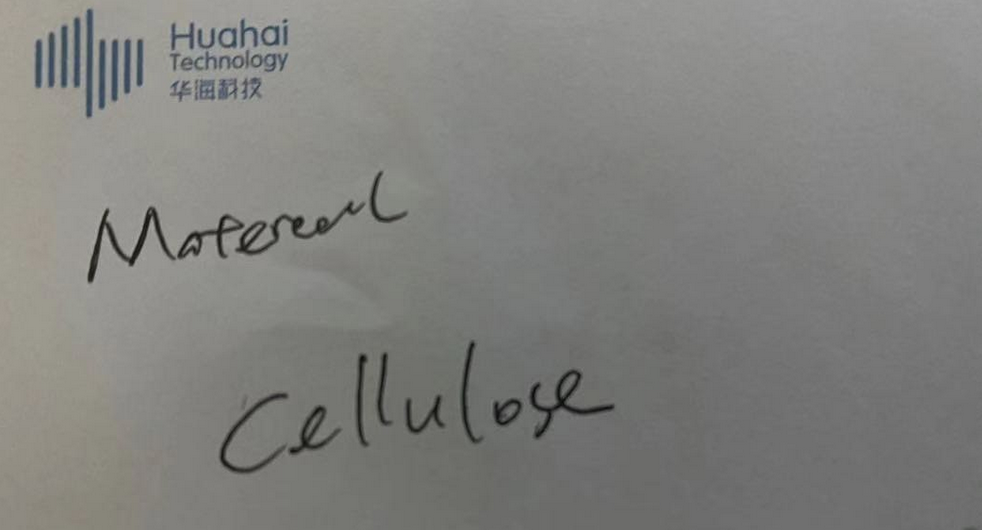 Huahai
Technology
华海科技
Matereal
Cellulose